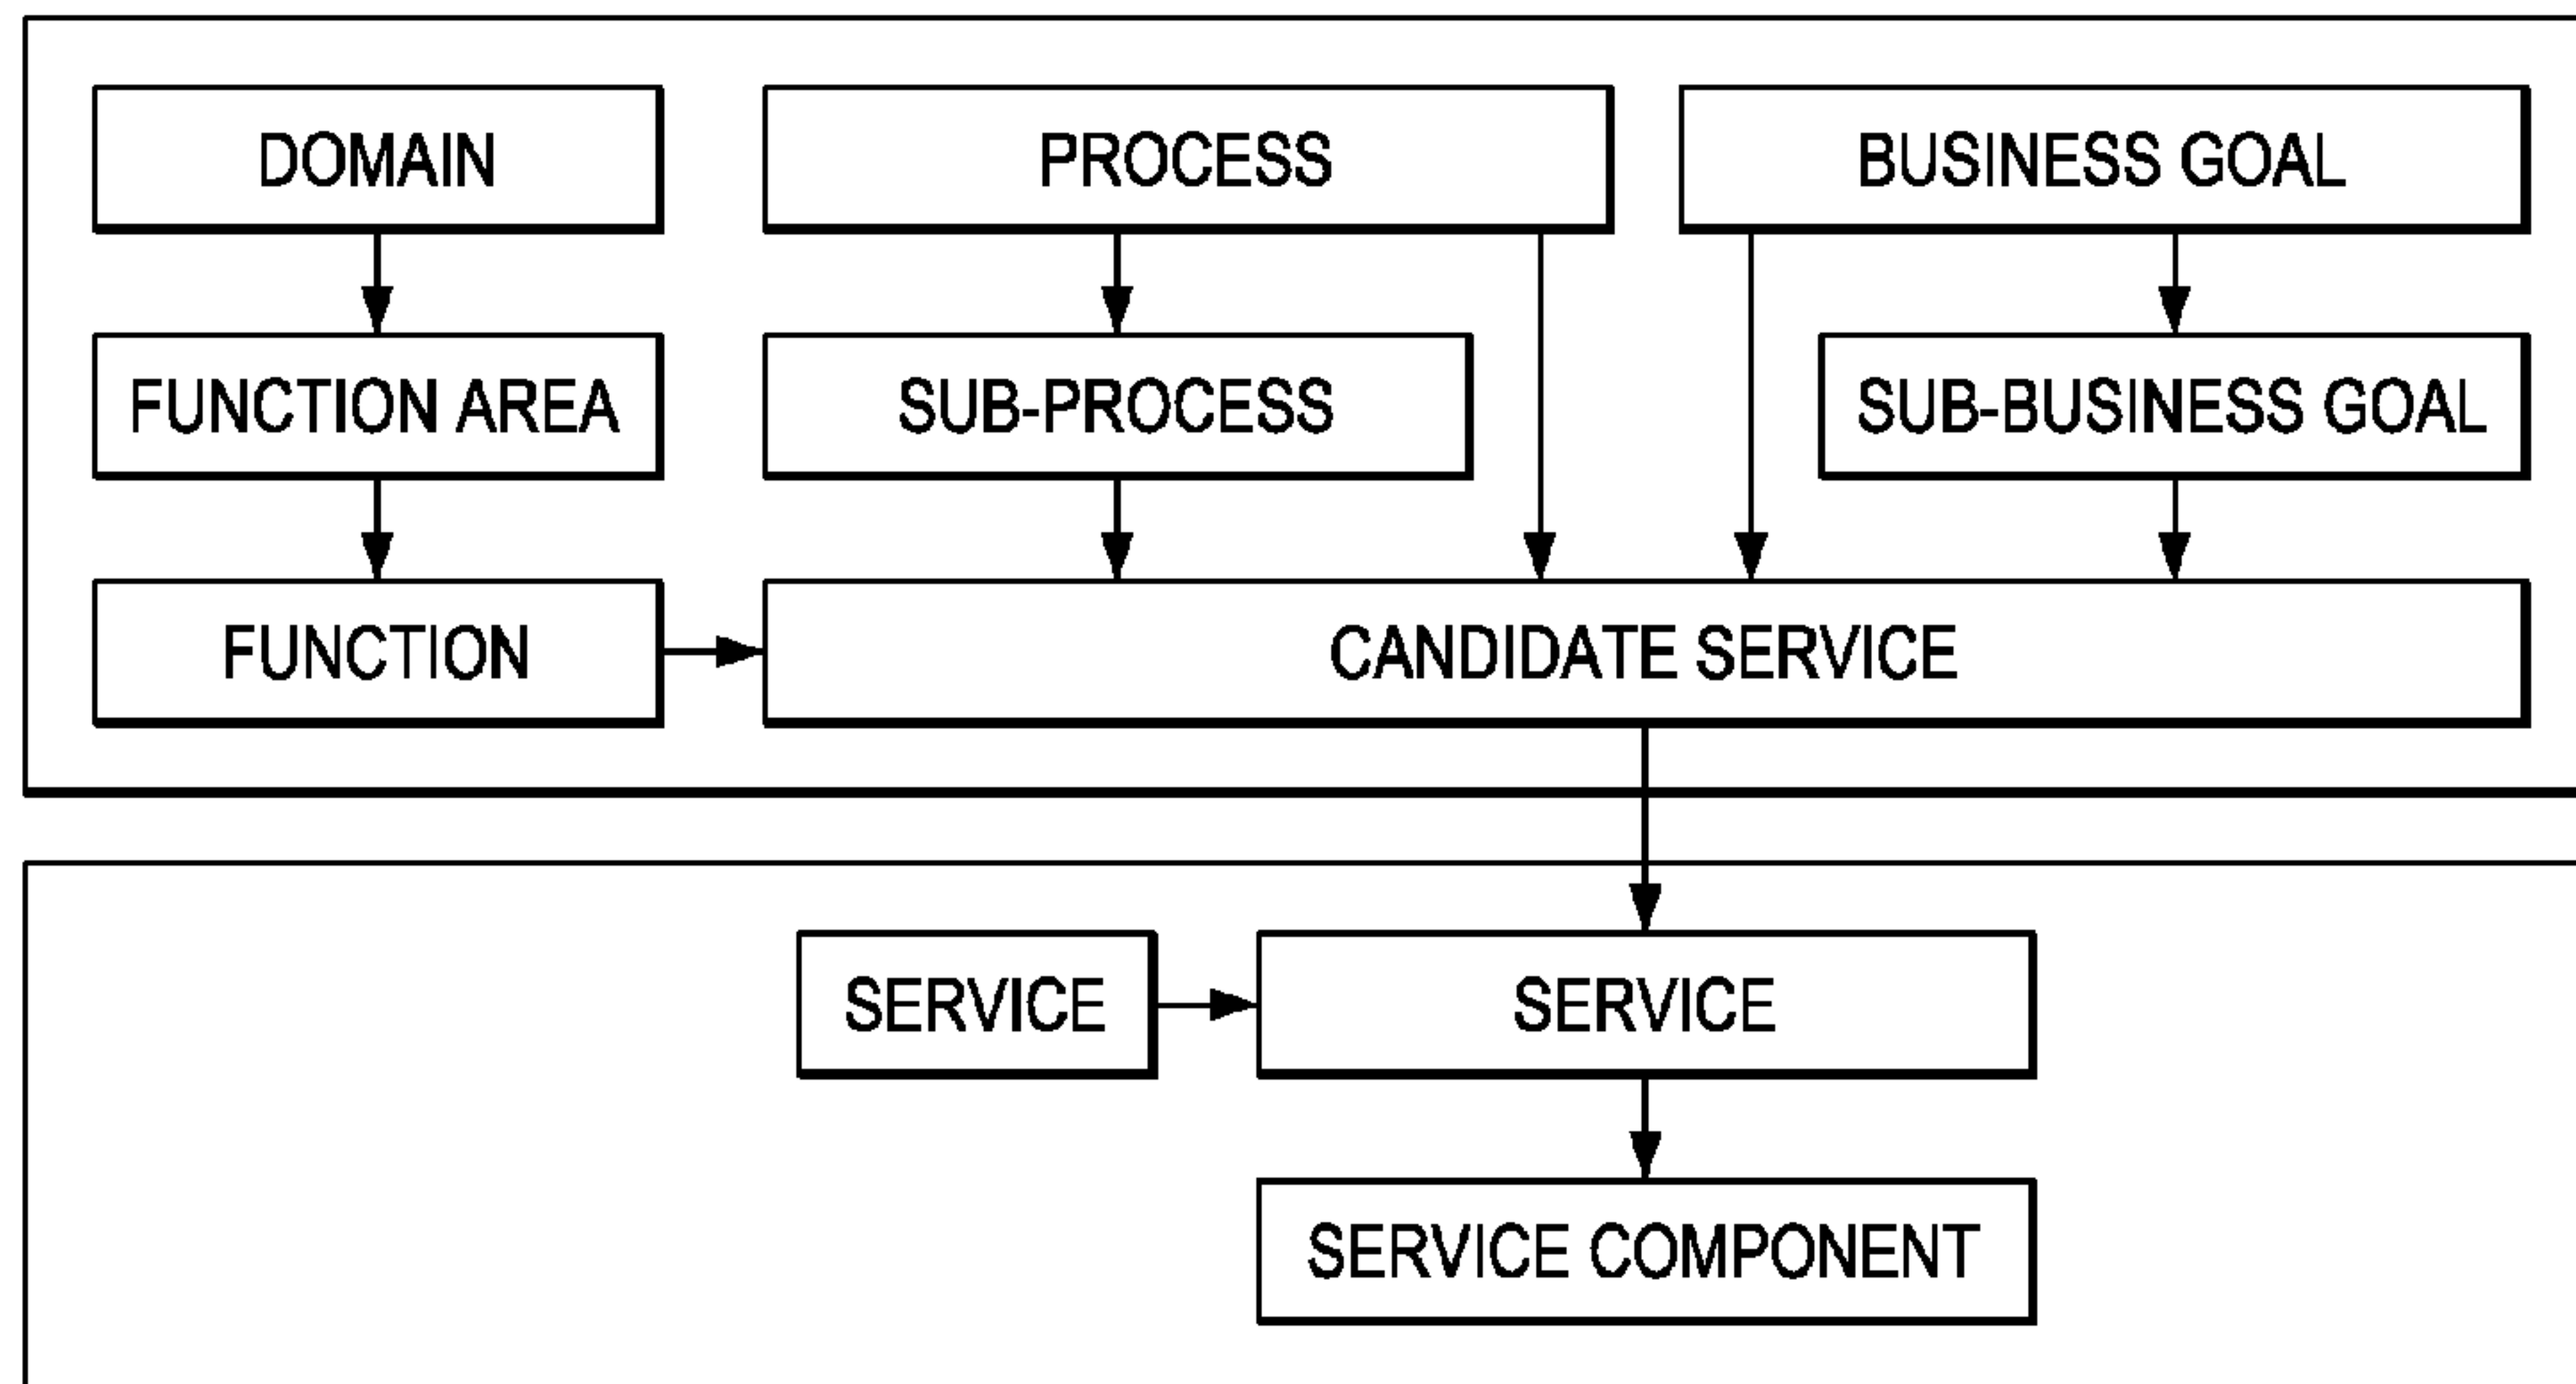 DOMAIN
PROCESS
BUSINESS GOAL
FUNCTION AREA
SUB-PROCESS
SUB-BUSINESS GOAL
FUNCTION
CANDIDATE SERVICE
SERVICE
SERVICE
SERVICE COMPONENT